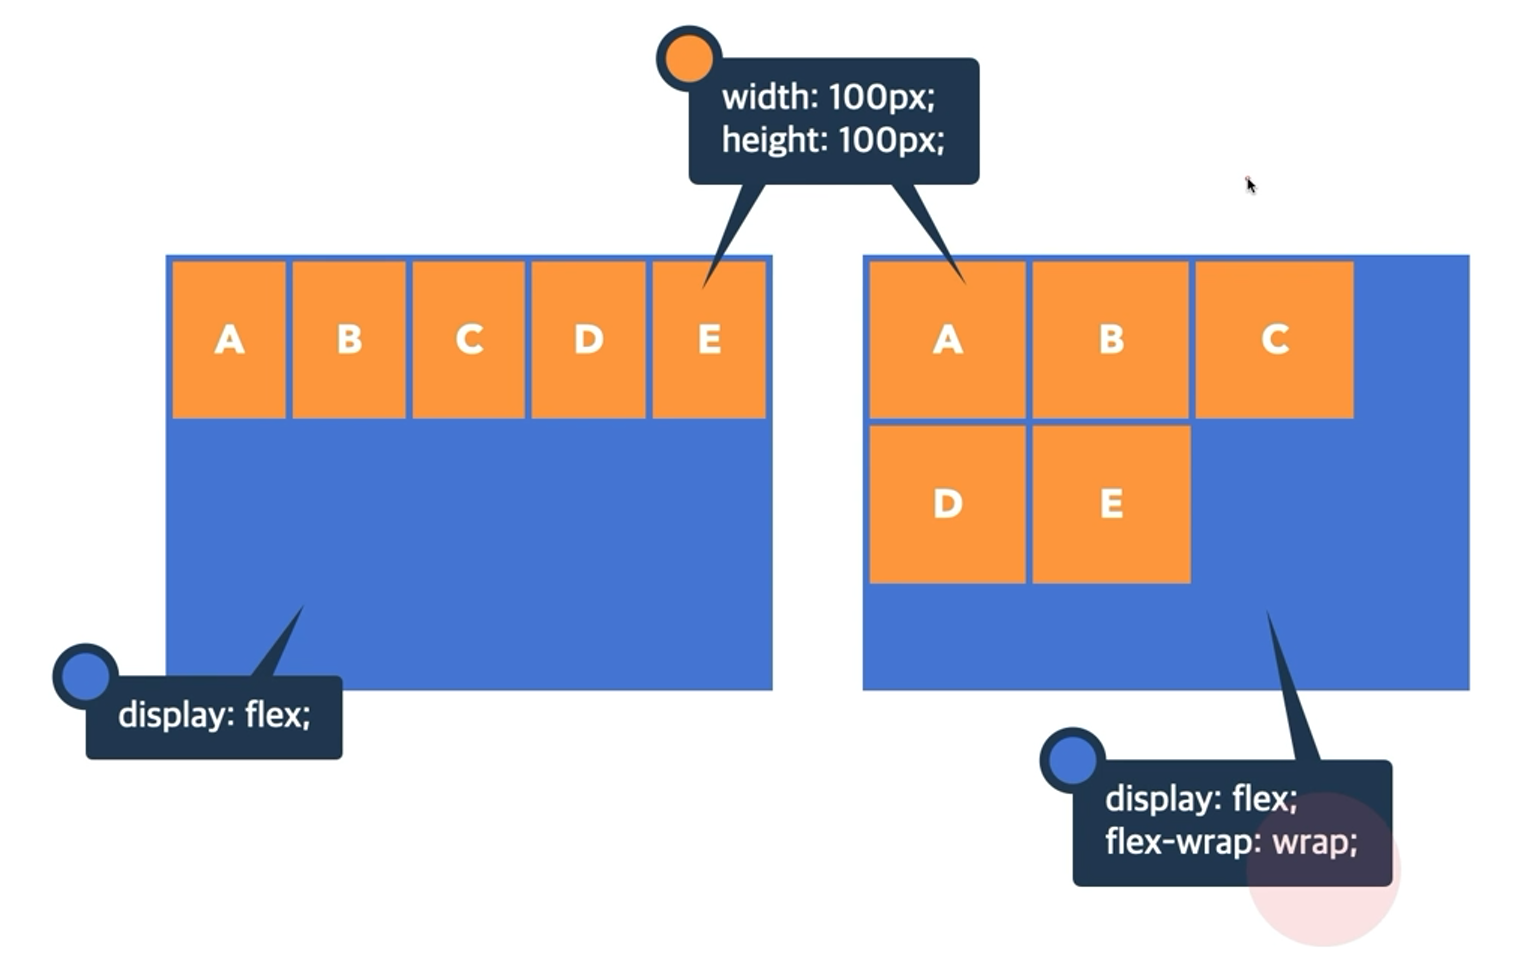 width: 100px;
height: 100px;
A B C D E
A B C
D E
display: flex;
display: flex;
flex-wrap: wrap;